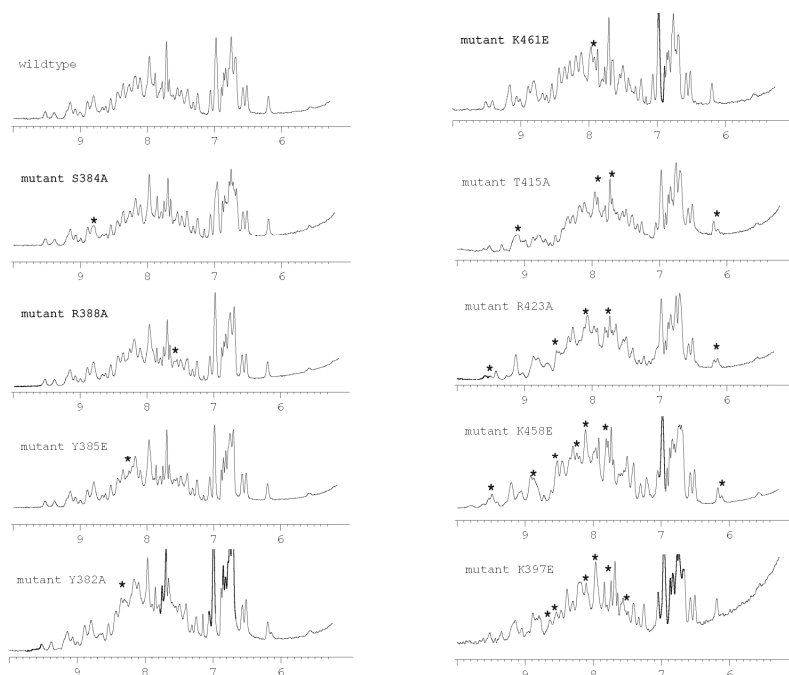 wildtype
9 8 7 6
mutant S384A
*
9 8 7 6
mutant R388A
*
9 8 7 6
mutant Y385E
*
9 8 7 6
mutant Y382A
*
9 8 7 6
mutant K461E
*
9 8 7 6
mutant T415A
* * * *
9 8 7 6
mutant R423A
* * * * *
9 8 7 6
mutant K458E
* * * * * * *
9 8 7 6
mutant K397E
* * * * * *
9 8 7 6